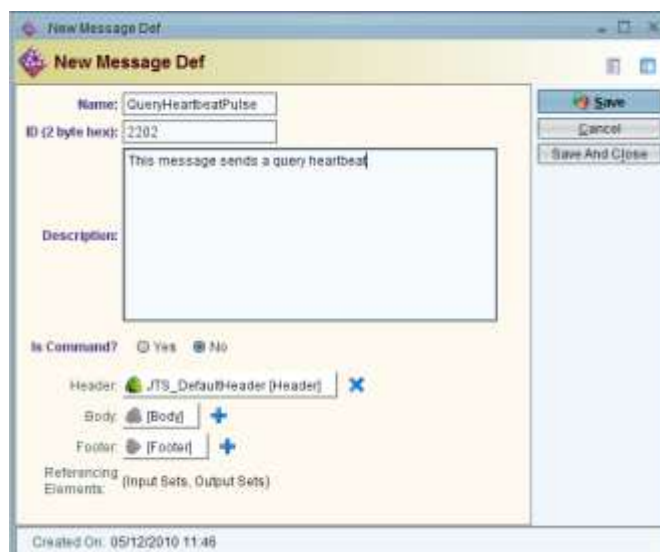 New Message Def
New Message Def
Name: QueryHeartbeatPulse
ID (2 byte hex): 2202
This message sends a query heartbeat
Description:
Is Command? Yes No
Header: JTS_DefaultHeader [Header]
Body: [Body]
Footer: [Footer]
Referencing
Elements: (Input Sets, Output Sets)
Save
Cancel
Save And Close
Created On: 05/12/2010 11:46